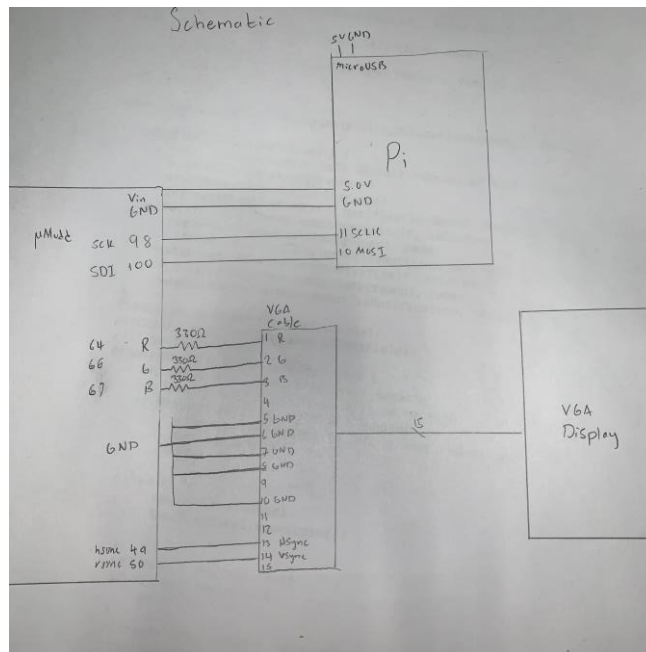 Schematic
5V GND
MicroUSB
Pi
5.0V
GND
11 SCLK
10 MOSI
Vin
GND
μMudd
SCK 98
SDI 100
VGA
Cable
64 R 330Ω 1 R
66 G 330Ω 2 G
67 B 330Ω 3 B
4
5 GND
6 GND
7 GND
8 GND
9
10 GND
11
12
13 Hsync
14 Vsync
15
GND
hsync 49
vsync 50
15
VGA
Display